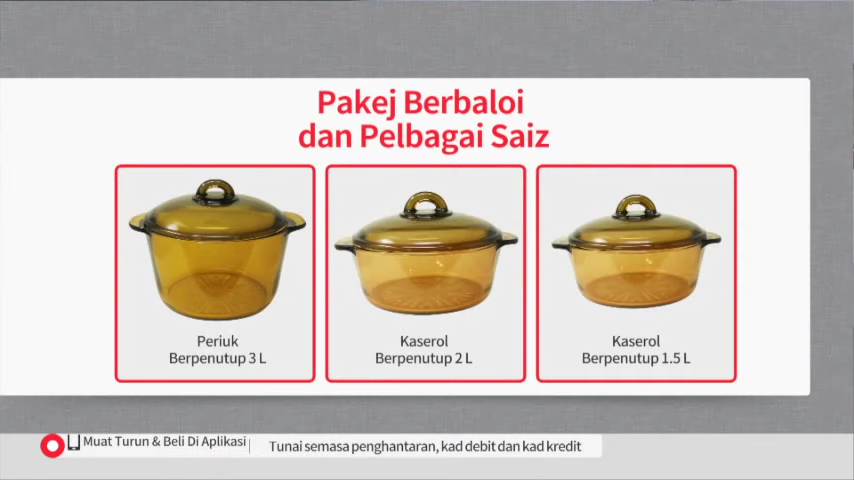 Pakej Berbaloi
dan Pelbagai Saiz
Periuk
Berpenutup 3 L
Kaserol
Berpenutup 2 L
Kaserol
Berpenutup 1.5 L
Muat Turun & Beli Di Aplikasi
Tunai semasa penghantaran, kad debit dan kad kredit